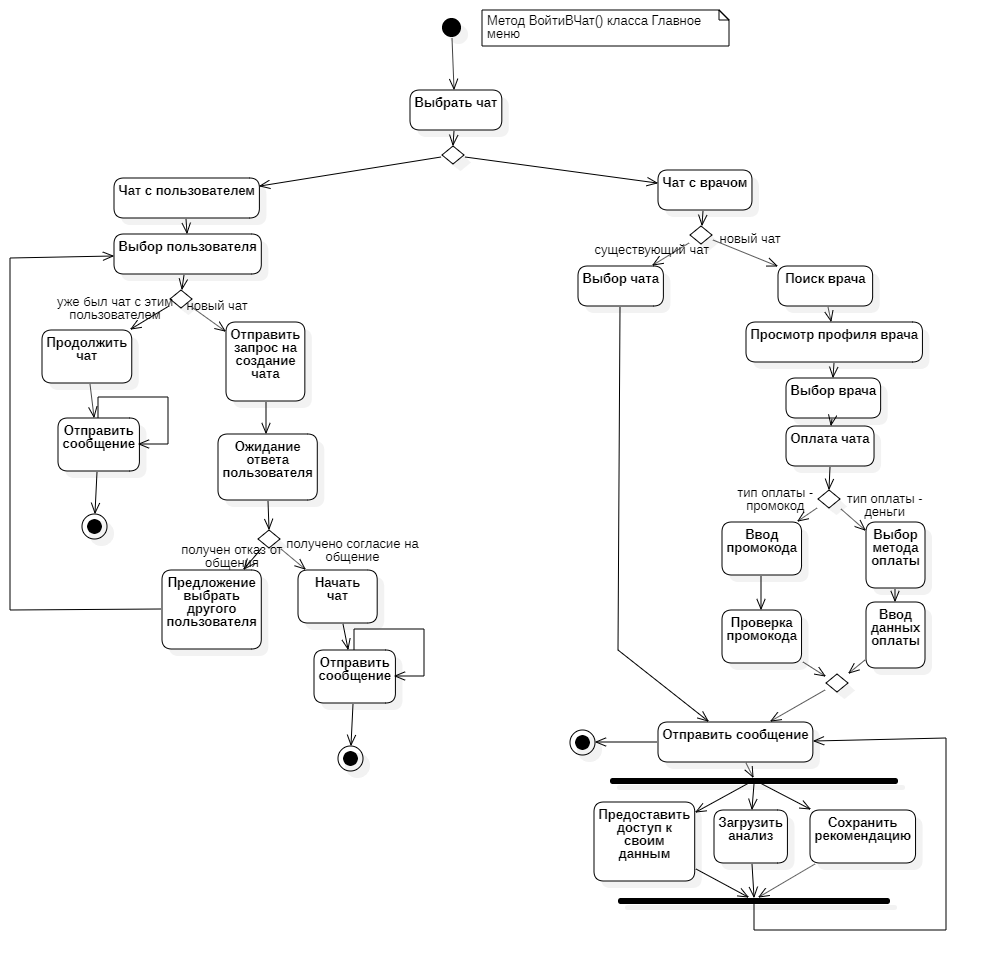 Метод ВойтиВЧат() класса Главное
меню
Выбрать чат
Чат с пользователем
Чат с врачом
Выбор пользователя
существующий чат
новый чат
Выбор чата
Поиск врача
уже был чат с этим
пользователем
новый чат
Продолжить
чат
Отправить
запрос на
создание
чата
Просмотр профиля врача
Выбор врача
Отправить
сообщение
Ожидание
ответа
пользователя
Оплата чата
тип оплаты -
промокод
тип оплаты -
деньги
Ввод
промокода
Выбор
метода
оплаты
получен отказ от
общения
получено согласие на
общение
Предложение
выбрать
другого
пользователя
Начать
чат
Проверка
промокода
Ввод
данных
оплаты
Отправить
сообщение
Отправить сообщение
Предоставить
доступ к
своим
данным
Загрузить
анализ
Сохранить
рекомендацию